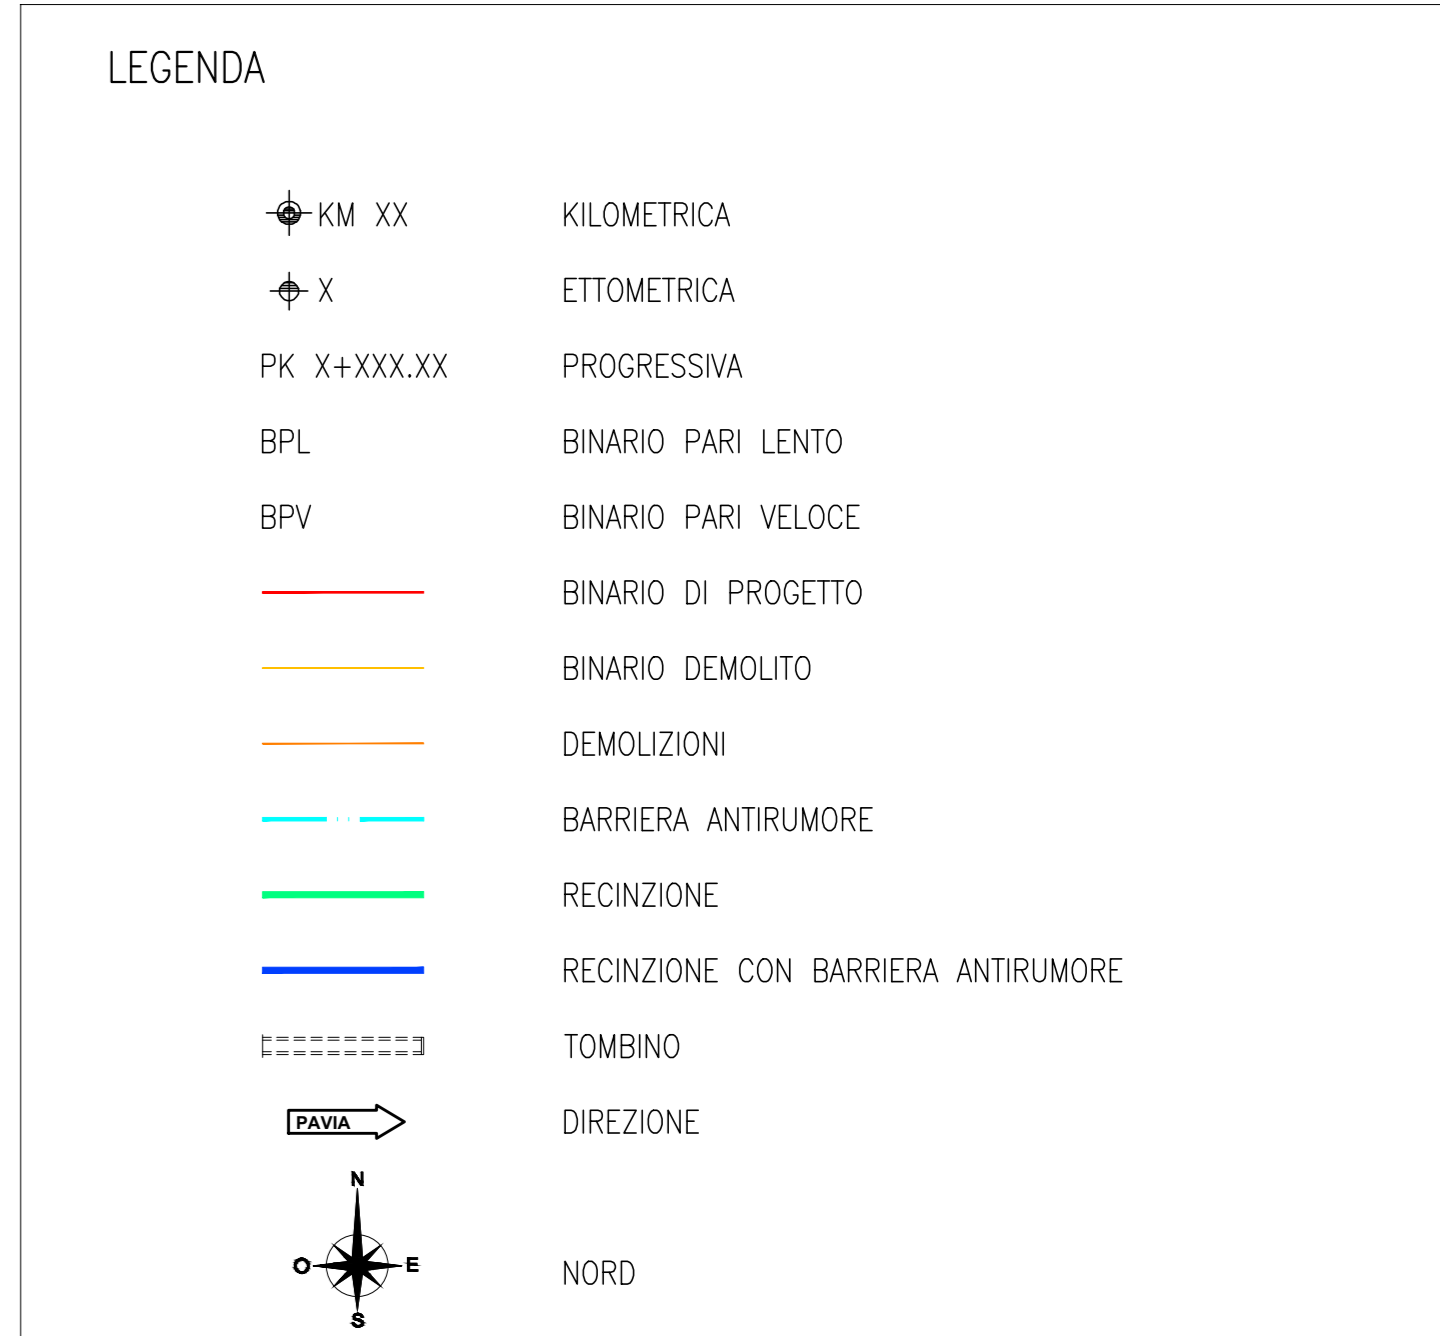 LEGENDA
KM XX KILOMETRICA
X ETTOMETRICA
PK X+XXX.XX PROGRESSIVA
BPL BINARIO PARI LENTO
BPV BINARIO PARI VELOCE
BINARIO DI PROGETTO
BINARIO DEMOLITO
DEMOLIZIONI
BARRIERA ANTIRUMORE
RECINZIONE
RECINZIONE CON BARRIERA ANTIRUMORE
TOMBINO
PAVIA DIREZIONE
N
O E
NORD
S